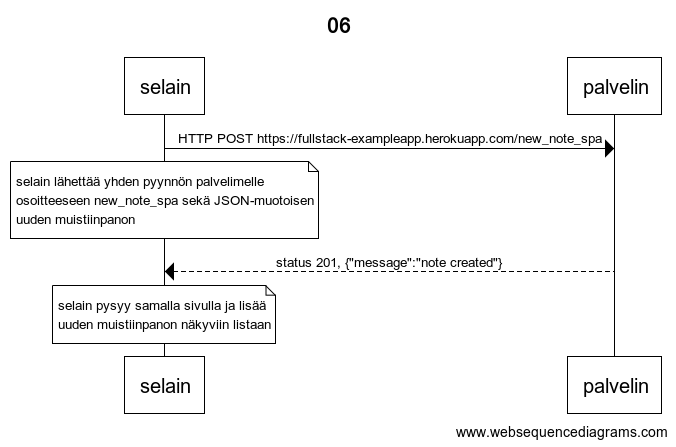 06
selain
palvelin
HTTP POST https://fullstack-exampleapp.herokuapp.com/new_note_spa
selain lähettää yhden pyynnön palvelimelle
osoitteeseen new_note_spa sekä JSON-muotoisen
uuden muistiinpanon
status 201, {"message":"note created"}
selain pysyy samalla sivulla ja lisää
uuden muistiinpanon näkyviin listaan
selain
palvelin
www.websequencediagrams.com